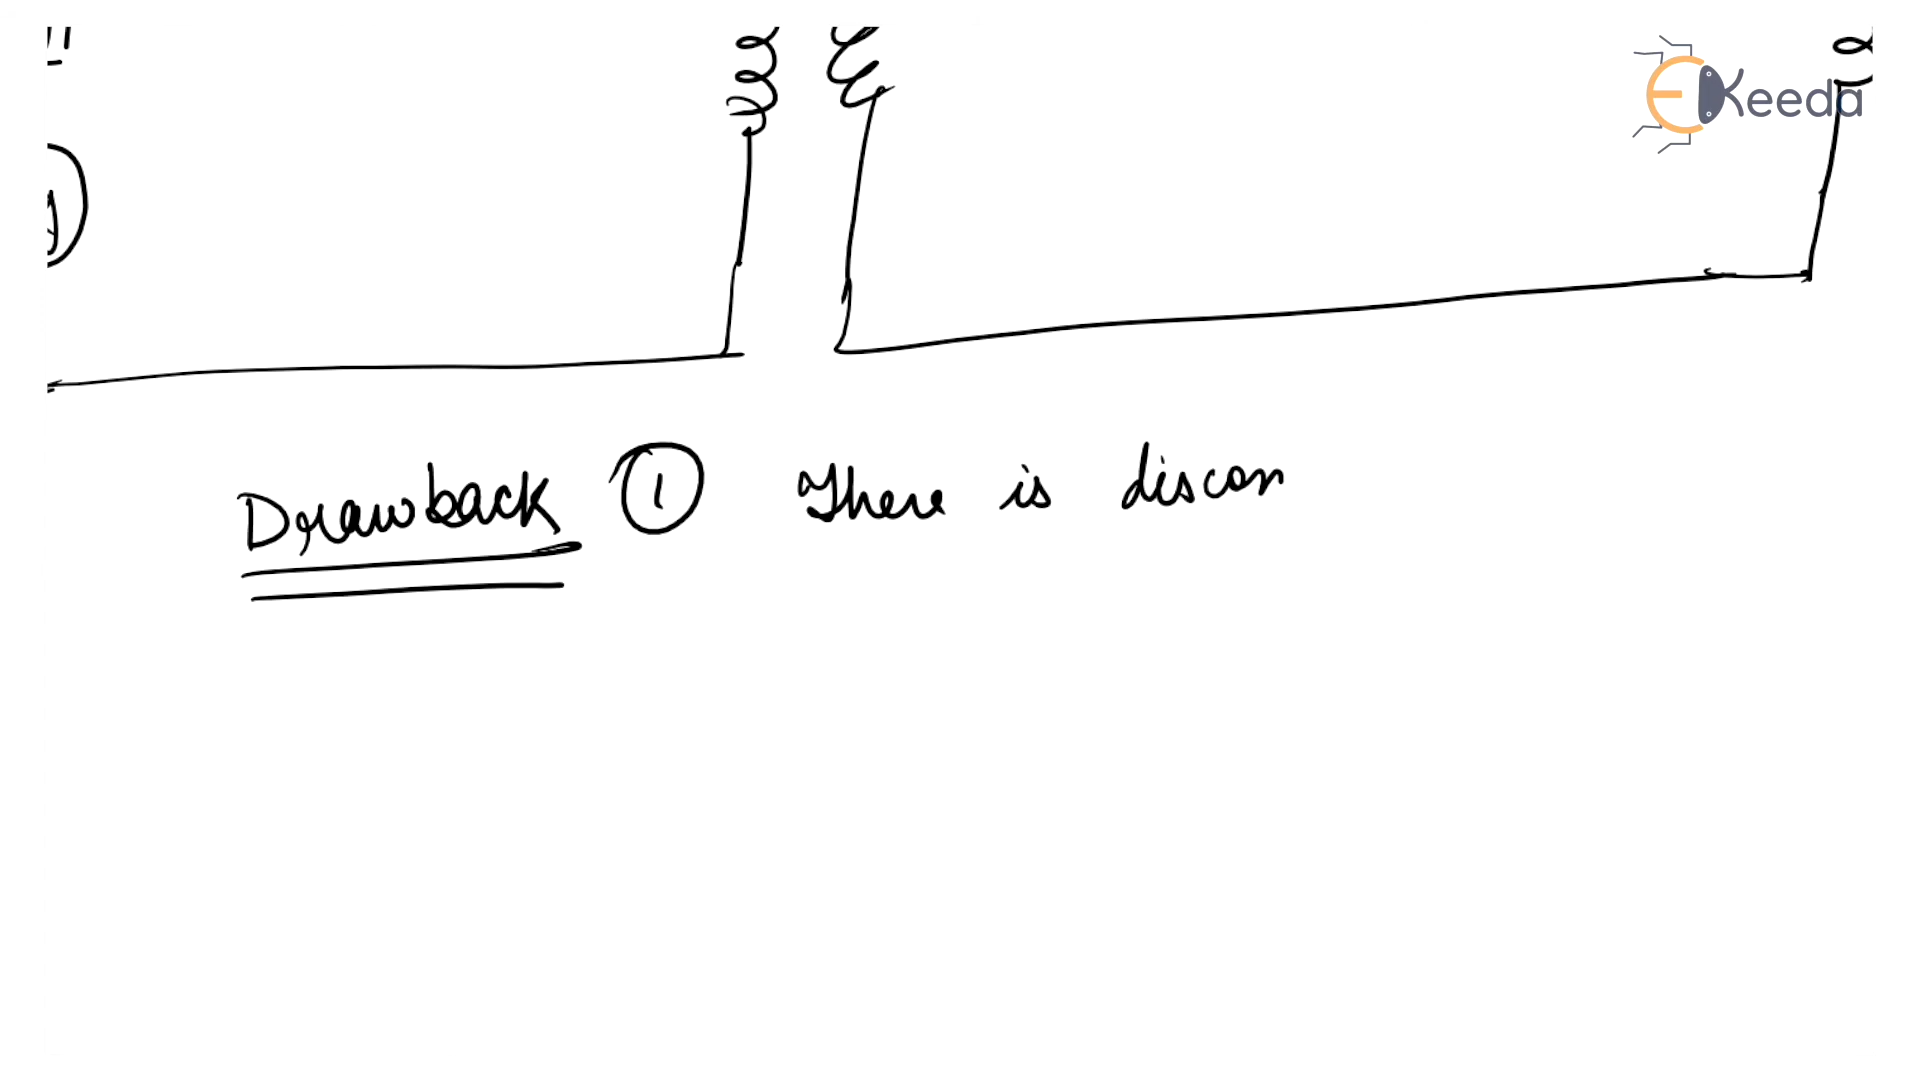 EKeeda
Drawback ① There is discon